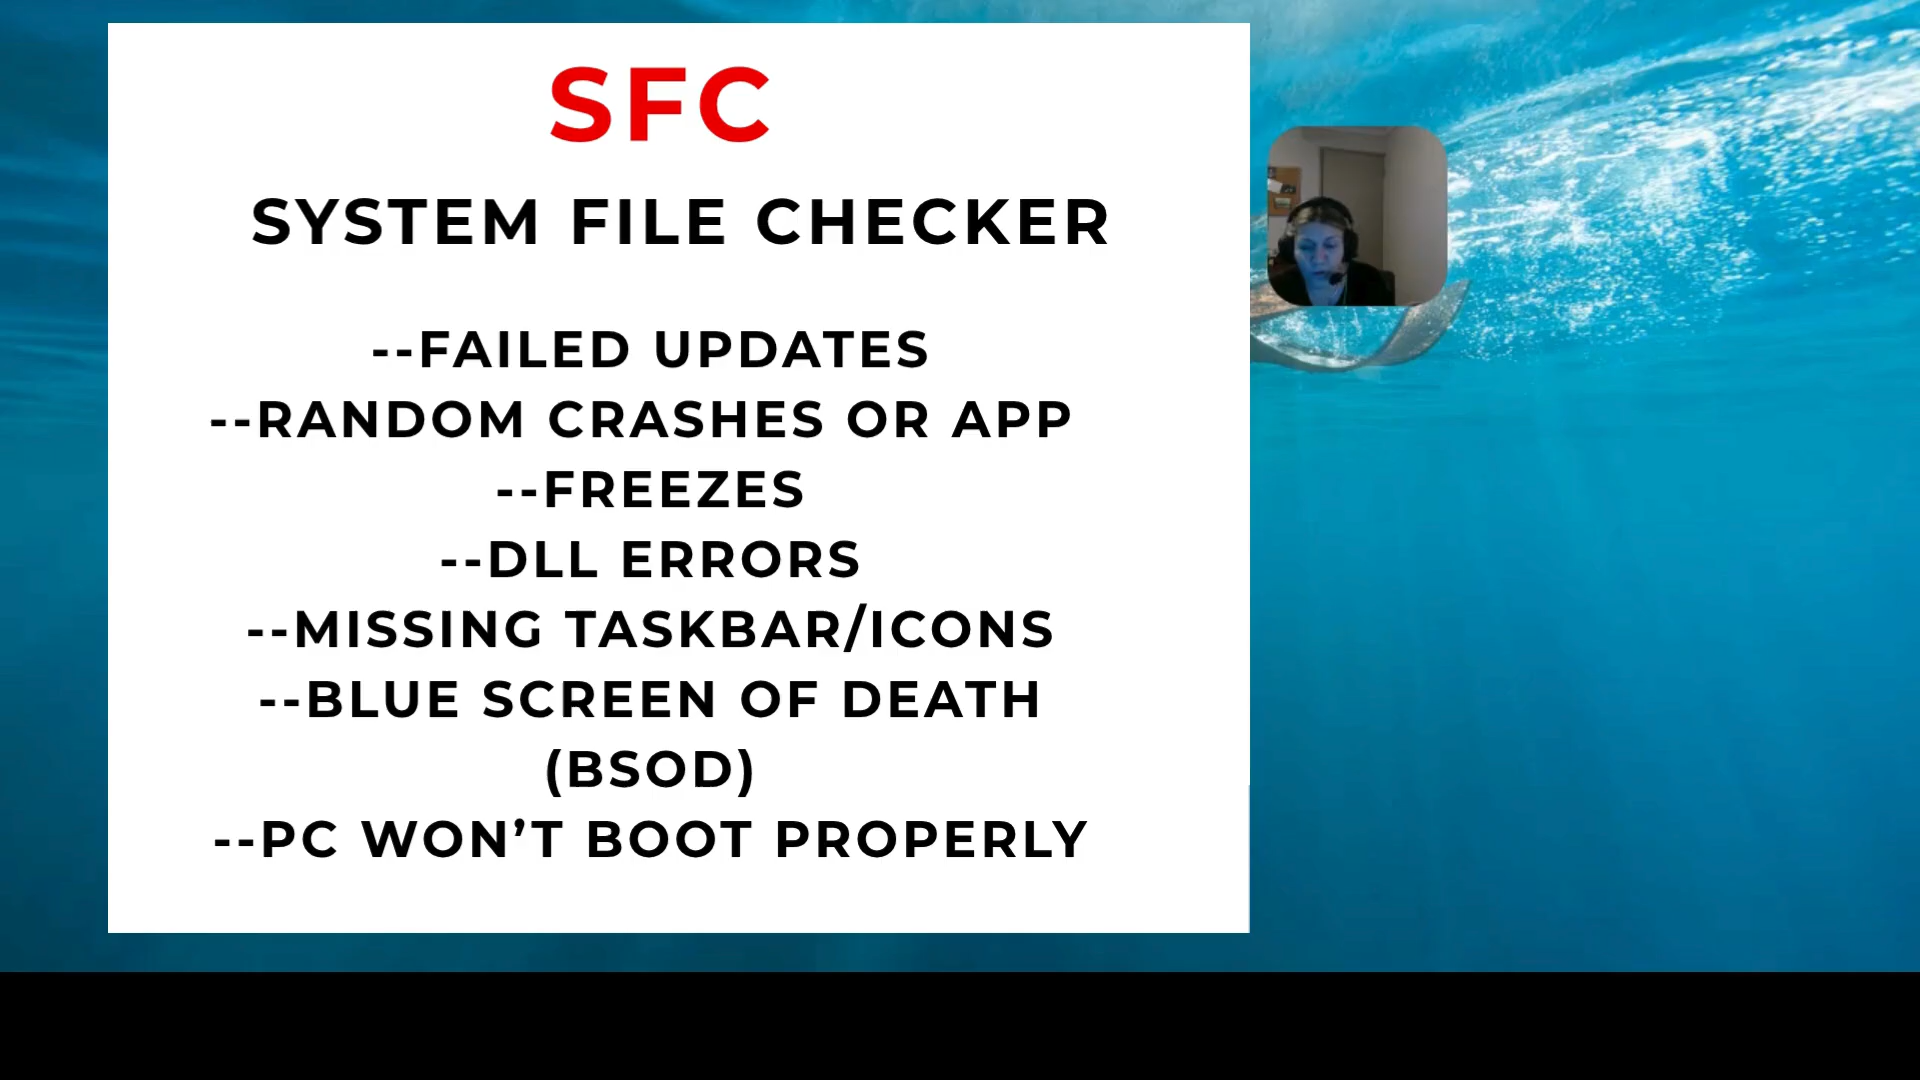 SFC
SYSTEM FILE CHECKER
--FAILED UPDATES
--RANDOM CRASHES OR APP
--FREEZES
--DLL ERRORS
--MISSING TASKBAR/ICONS
--BLUE SCREEN OF DEATH
(BSOD)
--PC WON’T BOOT PROPERLY